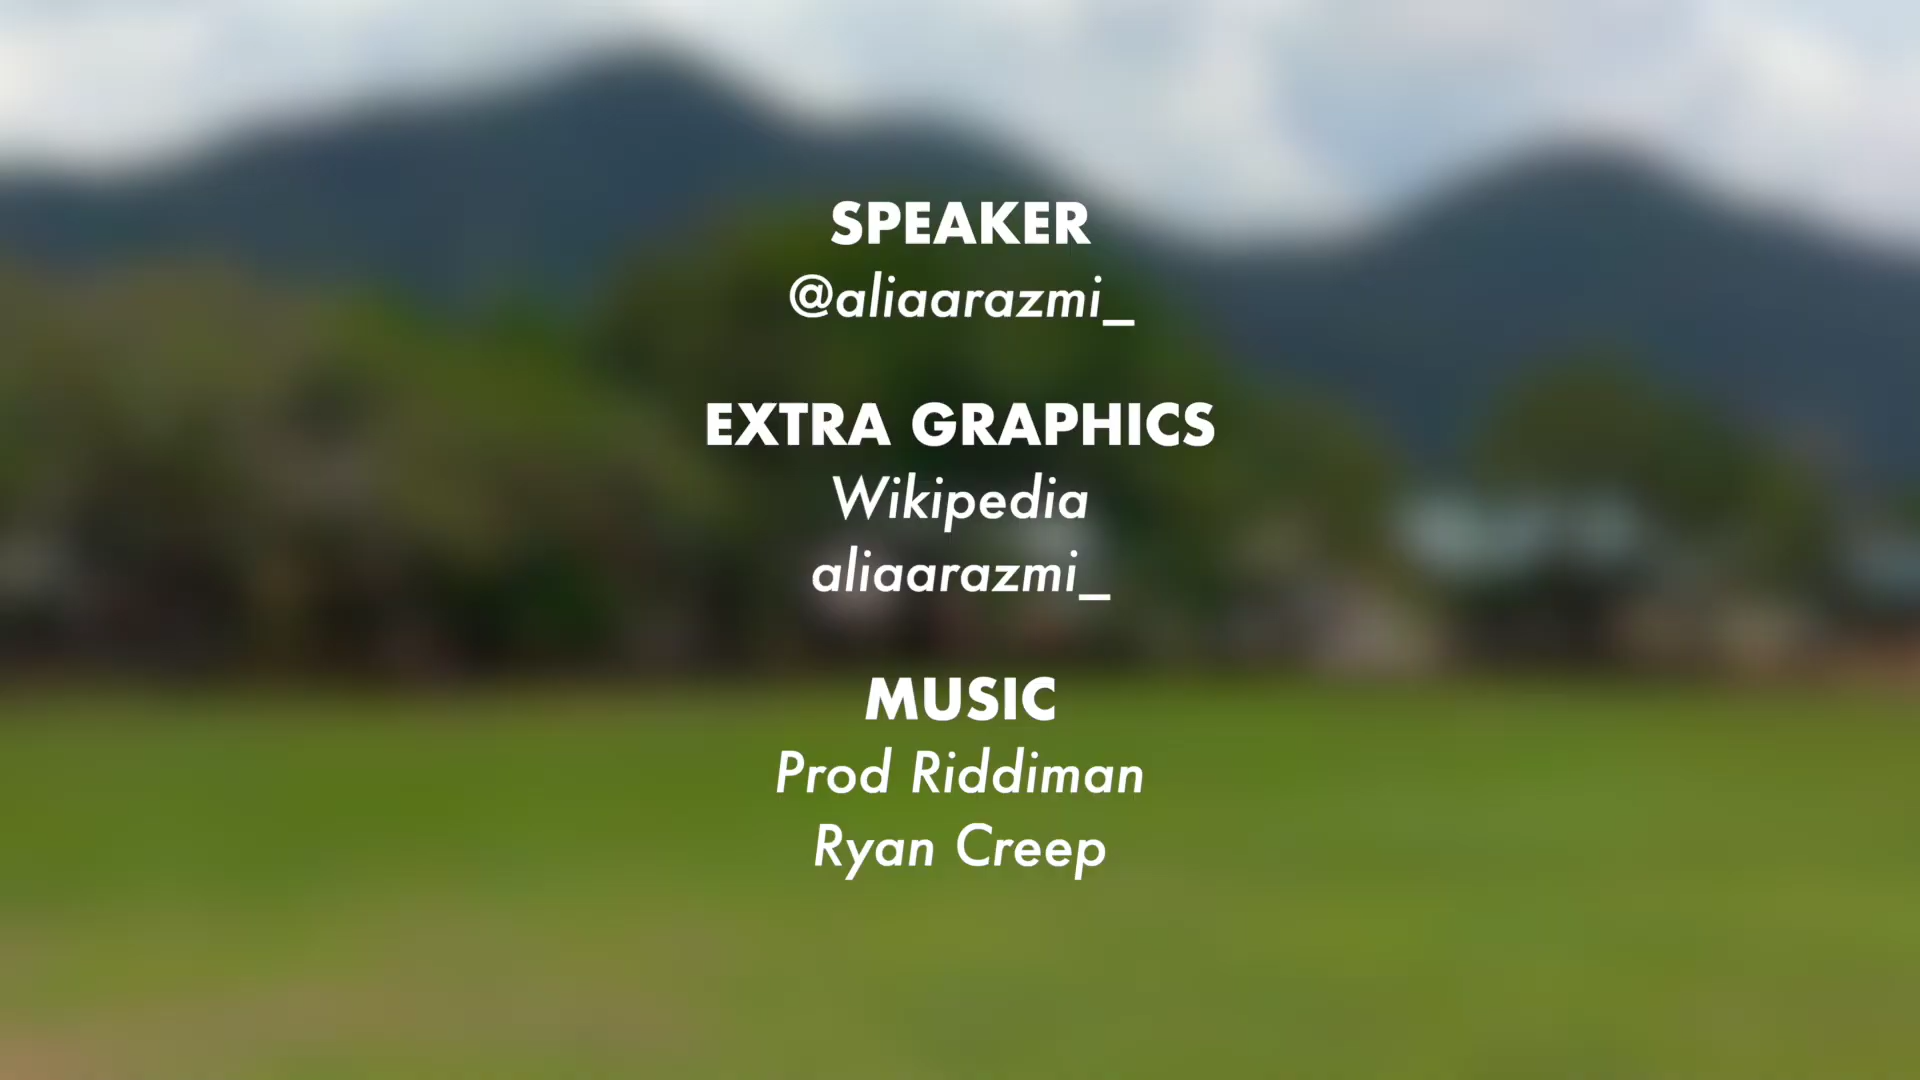 SPEAKER
@aliaarazmi_
EXTRA GRAPHICS
Wikipedia
aliaarazmi_
MUSIC
Prod Riddiman
Ryan Creep